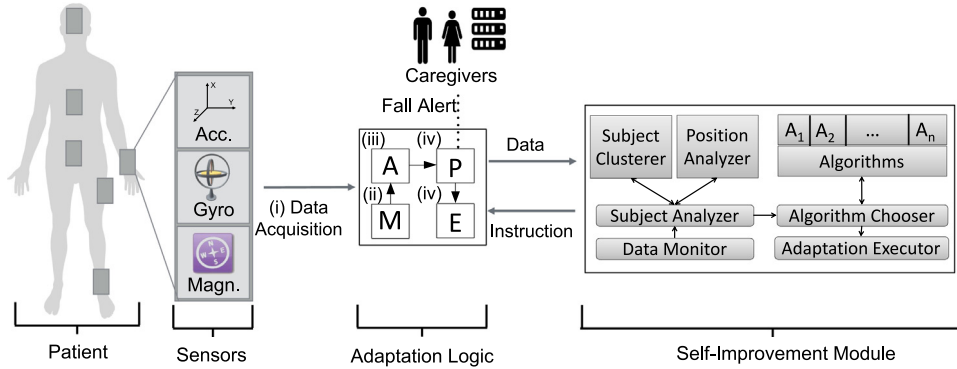 X
Y
Z
Acc.
Gyro
N
E
S
W
Magn.
(i) Data
Acquisition
Caregivers
Fall Alert
(iii)
(iv)
A
P
(ii)
(iv)
M
E
Data
Instruction
Subject
Clusterer
Position
Analyzer
A1 A2 ... An
Algorithms
Subject Analyzer
Algorithm Chooser
Data Monitor
Adaptation Executor
Patient
Sensors
Adaptation Logic
Self-Improvement Module